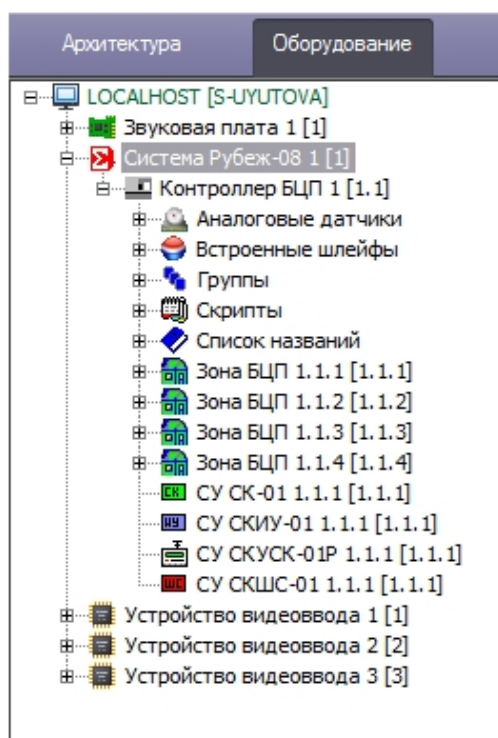 Архитектура Оборудование
LOCALHOST [S-UYUTOVA]
Звуковая плата 1 [1]
Система Рубеж-08 1 [1]
Контроллер БЦП 1 [1.1]
Аналоговые датчики
Встроенные шлейфы
Группы
Скрипты
Список названий
Зона БЦП 1.1.1 [1.1.1]
Зона БЦП 1.1.2 [1.1.2]
Зона БЦП 1.1.3 [1.1.3]
Зона БЦП 1.1.4 [1.1.4]
СК СУ СК-01 1.1.1 [1.1.1]
ИУ СУ СКИУ-01 1.1.1 [1.1.1]
СУ СКУСК-01Р 1.1.1 [1.1.1]
ШС СУ СКШС-01 1.1.1 [1.1.1]
Устройство видеоввода 1 [1]
Устройство видеоввода 2 [2]
Устройство видеоввода 3 [3]